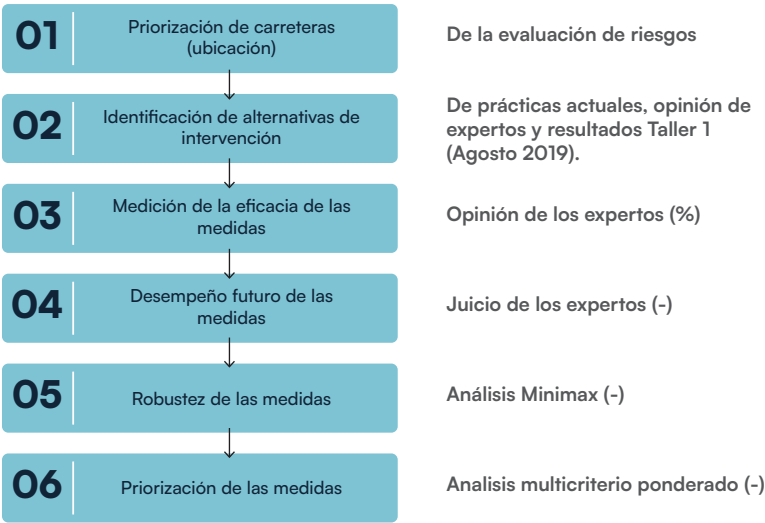 01
Priorización de carreteras
(ubicación)
De la evaluación de riesgos
02
Identificación de alternativas de
intervención
De prácticas actuales, opinión de
expertos y resultados Taller 1
(Agosto 2019).
03
Medición de la eficacia de las
medidas
Opinión de los expertos (%)
04
Desempeño futuro de las
medidas
Juicio de los expertos (-)
05
Robustez de las medidas
Análisis Minimax (-)
06
Priorización de las medidas
Analisis multicriterio ponderado (-)